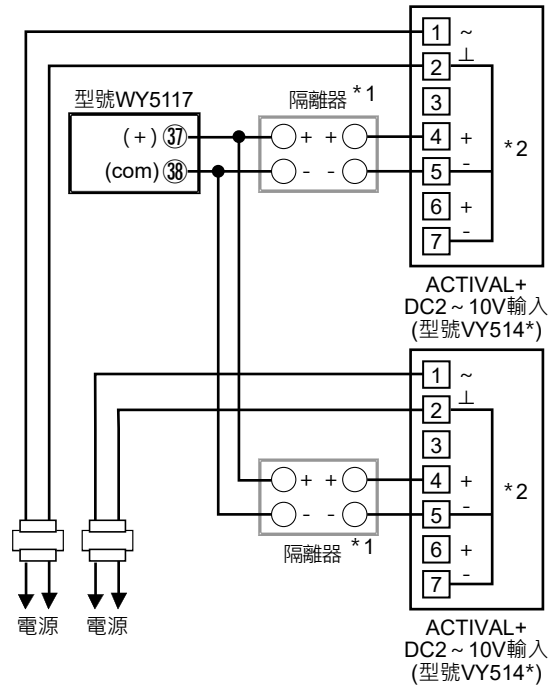 1 ~
2 ⊥
3
4 +
5 -
6 +
7 -
*2
型號WY5117
(+) ㊲
(com) ㊳
隔離器 *1
+ +
- -
ACTIVAL+
DC2～10V輸入
(型號VY514*)
1 ~
2 ⊥
3
4 +
5 -
6 +
7 -
*2
+ +
- -
隔離器 *1
電源 電源
ACTIVAL+
DC2～10V輸入
(型號VY514*)